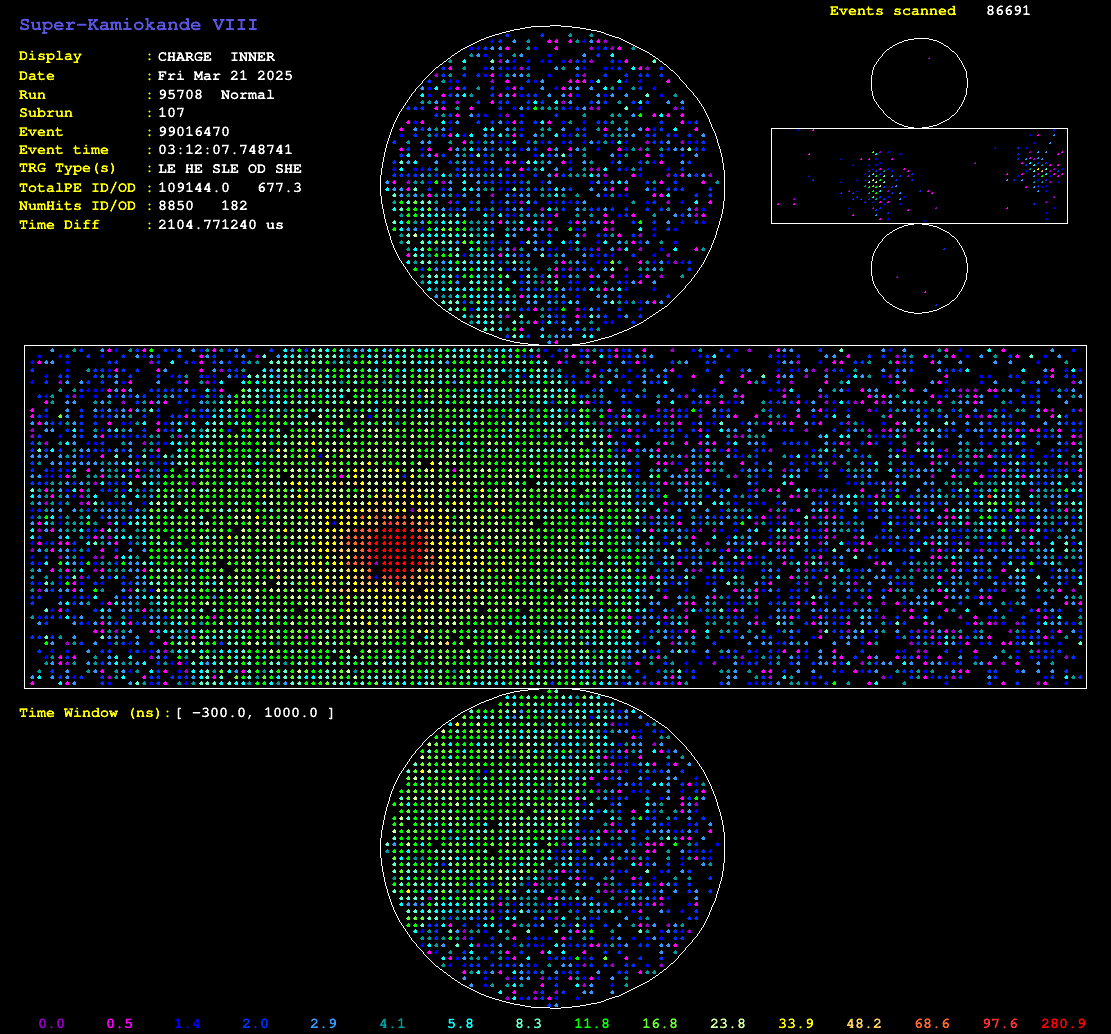 Super-Kamiokande VIII
Events scanned 86691
Display : CHARGE INNER
Date : Fri Mar 21 2025
Run : 95708 Normal
Subrun : 107
Event : 99016470
Event time : 03:12:07.748741
TRG Type(s) : LE HE SLE OD SHE
TotalPE ID/OD : 109144.0 677.3
NumHits ID/OD : 8850 182
Time Diff : 2104.771240 us
Time Window (ns):[ -300.0, 1000.0 ]
0.0 0.5 1.4 2.0 2.9 4.1 5.8 8.3 11.8 16.8 23.8 33.9 48.2 68.6 97.6 280.9